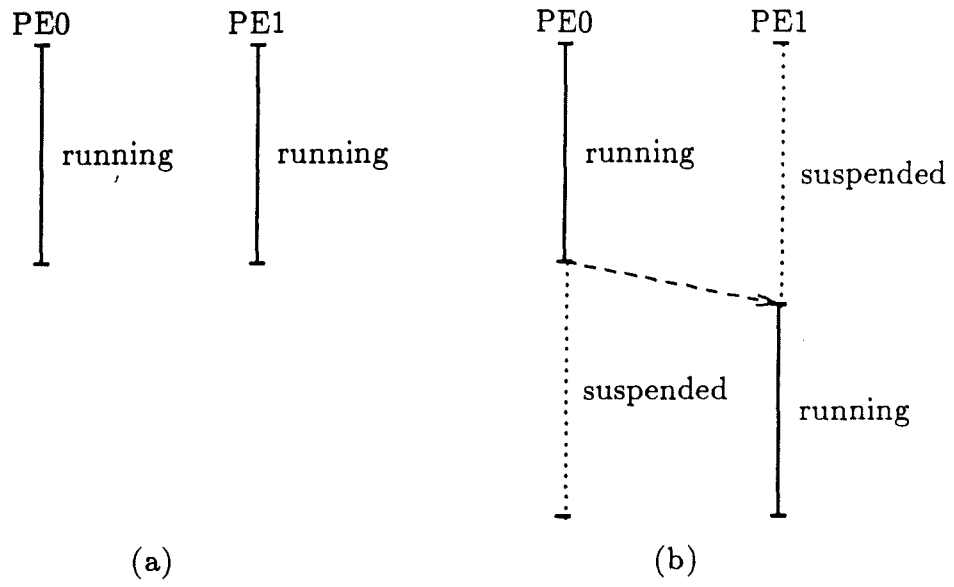 PE0
PE1
running
running
(a)
PE0
PE1
running
suspended
suspended
running
(b)